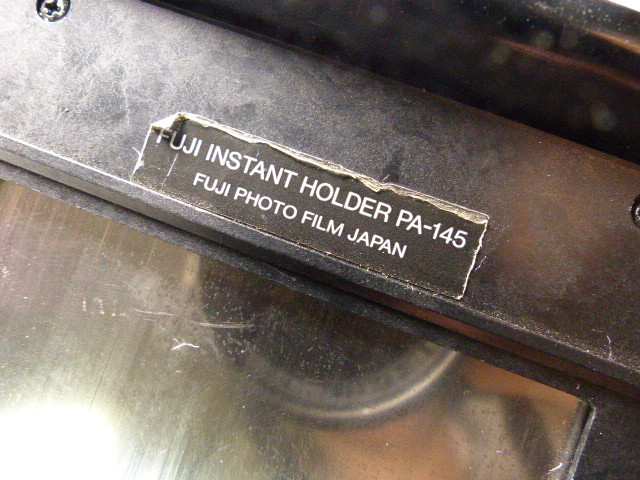 FUJI INSTANT HOLDER PA-145
FUJI PHOTO FILM JAPAN